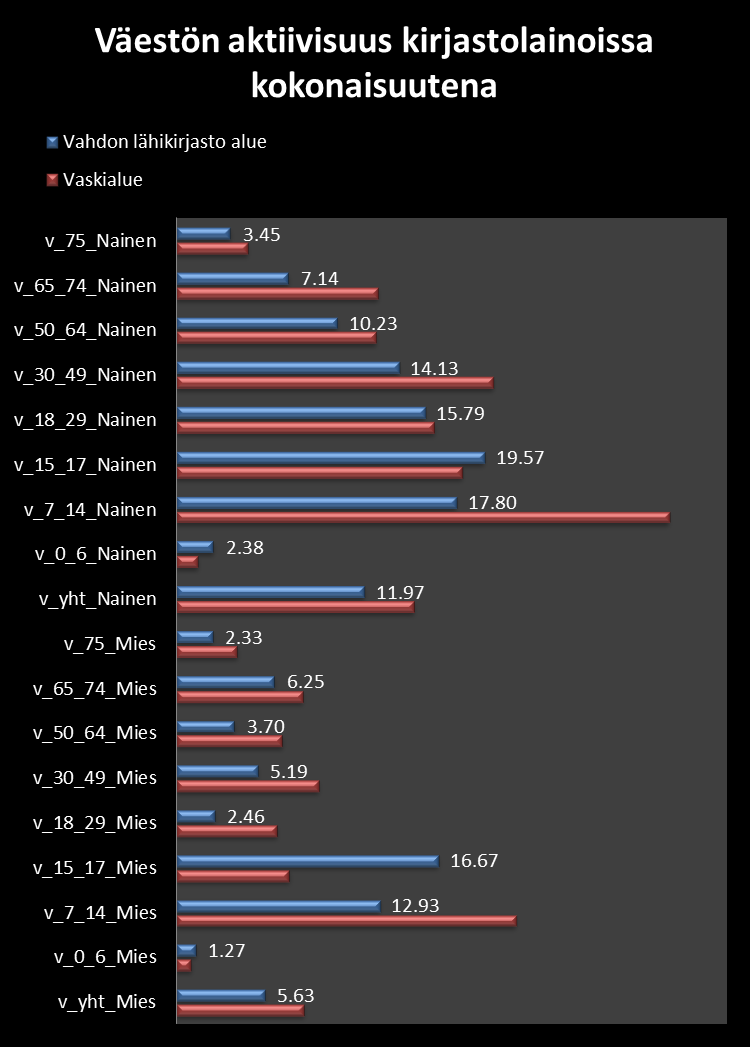 Väestön aktiivisuus kirjastolainoissa
kokonaisuutena
Vahdon lähikirjasto alue
Vaskialue
v_75_Nainen 3.45
v_65_74_Nainen 7.14
v_50_64_Nainen 10.23
v_30_49_Nainen 14.13
v_18_29_Nainen 15.79
v_15_17_Nainen 19.57
v_7_14_Nainen 17.80
v_0_6_Nainen 2.38
v_yht_Nainen 11.97
v_75_Mies 2.33
v_65_74_Mies 6.25
v_50_64_Mies 3.70
v_30_49_Mies 5.19
v_18_29_Mies 2.46
v_15_17_Mies 16.67
v_7_14_Mies 12.93
v_0_6_Mies 1.27
v_yht_Mies 5.63